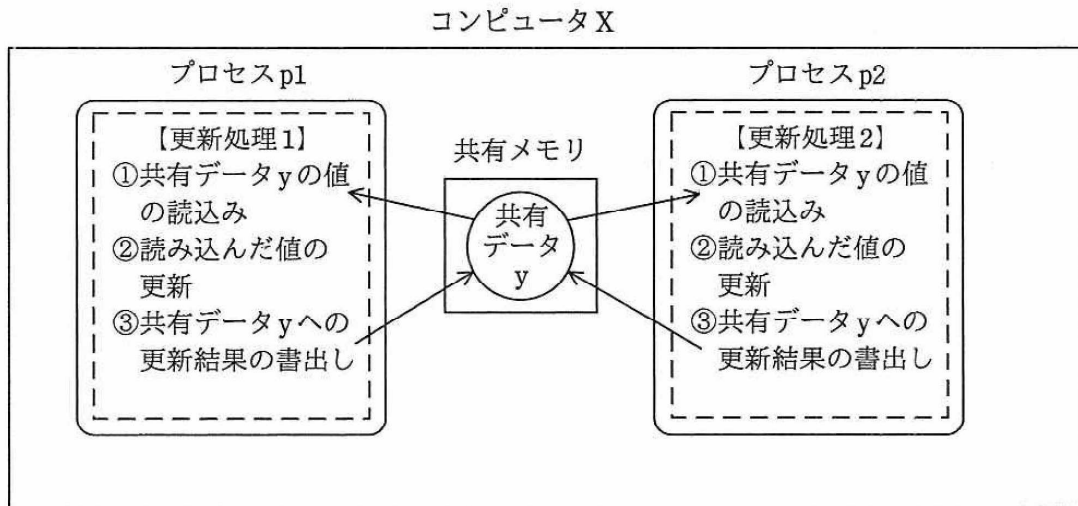 コンピュータX
プロセスp1
【更新処理1】
①共有データyの値
の読込み
②読み込んだ値の
更新
③共有データyへの
更新結果の書出し
共有メモリ
共有
データ
y
プロセスp2
【更新処理2】
①共有データyの値
の読込み
②読み込んだ値の
更新
③共有データyへの
更新結果の書出し